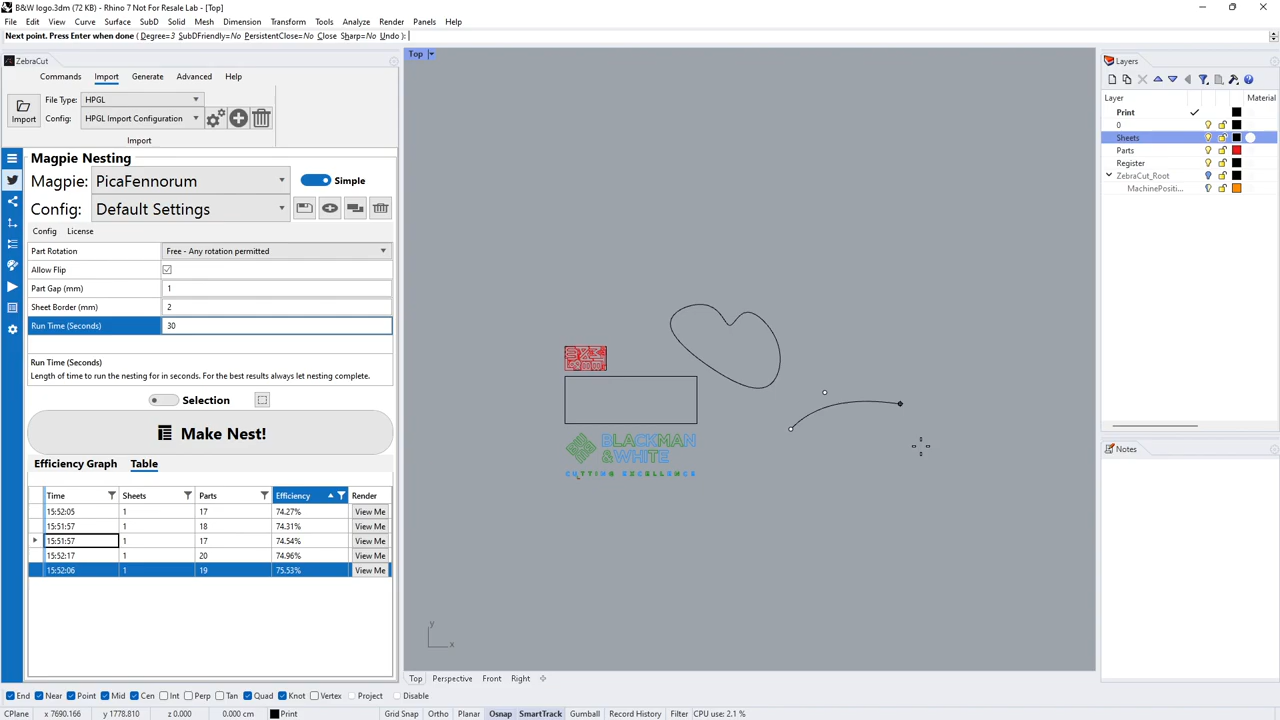 B&W logo.3dm (72 KB) - Rhino 7 Not For Resale Lab - [Top]
File Edit View Curve Surface SubD Solid Mesh Dimension Transform Tools Analyze Render Panels Help
Next point. Press Enter when done (Degree=3 SubDFriendly=No PersistentClose=No Close Sharp=No Undo):
ZebraCut
Commands Import Generate Advanced Help
File Type: HPGL
Import Config: HPGL Import Configuration
Import
Magpie Nesting
Magpie: PicaFennorum Simple
Config: Default Settings
Config License
Part Rotation Free - Any rotation permitted
Allow Flip
Part Gap (mm) 1
Sheet Border (mm) 2
Run Time (Seconds) 30
Run Time (Seconds)
Length of time to run the nesting for in seconds. For the best results always let nesting complete.
Selection
Make Nest!
Efficiency Graph Table
Time Sheets Parts Efficiency Render
15:52:05 1 17 74.27% View Me
15:51:57 1 18 74.31% View Me
15:51:57 1 17 74.54% View Me
15:52:17 1 20 74.96% View Me
15:52:06 1 19 75.53% View Me
Top
BLACKMAN
&WHITE
CUTTING EXCELLENCE
y
x
Layers
Layer Material
Print
0
Sheets
Parts
Register
ZebraCut_Root
MachinePositi...
Notes
Top Perspective Front Right
End Near Point Mid Cen Int Perp Tan Quad Knot Vertex Project Disable
CPlane x 7690.166 y 1778.810 z 0.000 0.000 cm Print Grid Snap Ortho Planar Osnap SmartTrack Gumball Record History Filter CPU use: 2.1 %